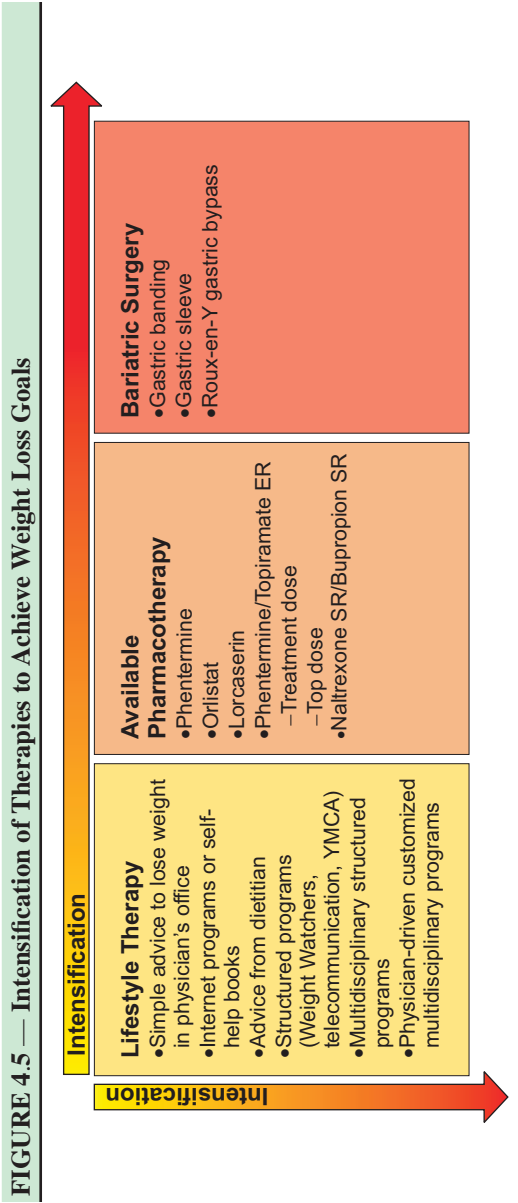 FIGURE 4.5 — Intensification of Therapies to Achieve Weight Loss Goals
Intensification
Intensification
Lifestyle Therapy
•Simple advice to lose weight
in physician's office
•Internet programs or self-
help books
•Advice from dietitian
•Structured programs
(Weight Watchers,
telecommunication, YMCA)
•Multidisciplinary structured
programs
•Physician-driven customized
multidisciplinary programs
Available
Pharmacotherapy
•Phentermine
•Orlistat
•Lorcaserin
•Phentermine/Topiramate ER
–Treatment dose
–Top dose
•Naltrexone SR/Bupropion SR
Bariatric Surgery
•Gastric banding
•Gastric sleeve
•Roux-en-Y gastric bypass